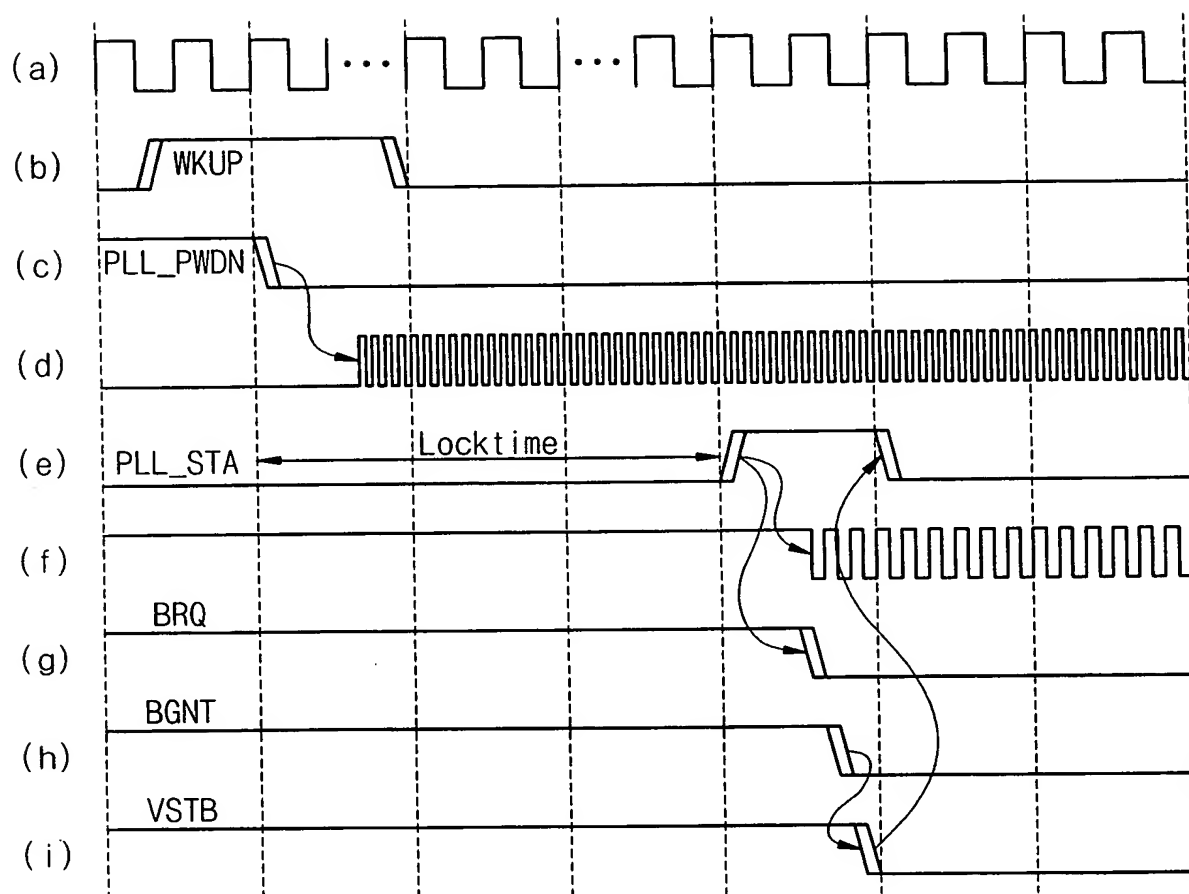 (a)
(b) WKUP
(c) PLL_PWDN
(d)
(e) PLL_STA Locktime
(f)
BRQ
(g)
BGNT
(h)
VSTB
(i)